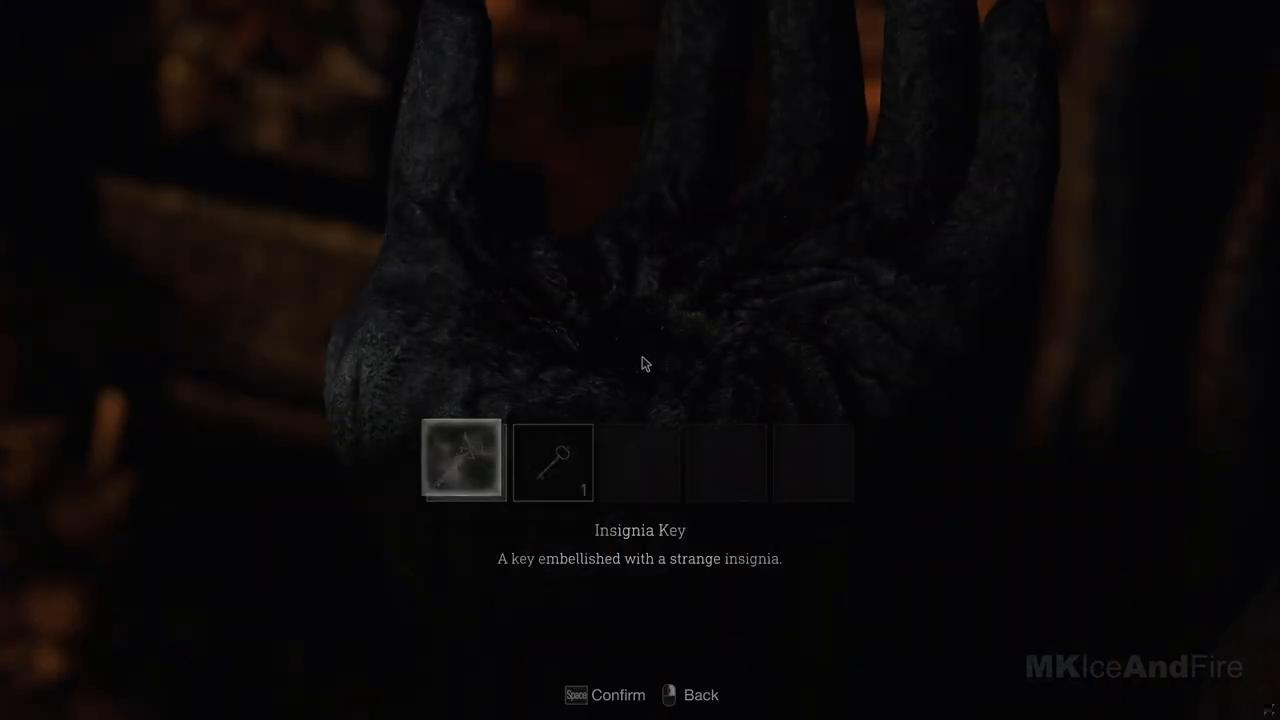 1
Insignia Key
A key embellished with a strange insignia.
MKIceAndFire
Space Confirm Back